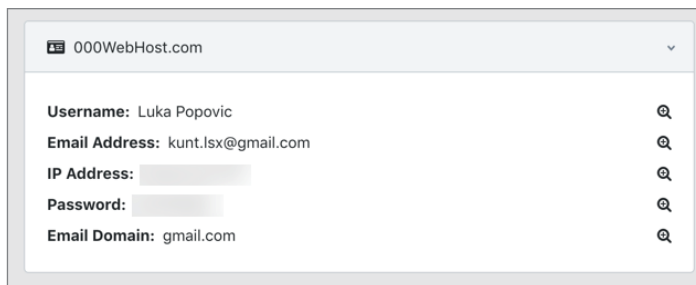 000WebHost.com
Username: Luka Popovic
Email Address: kunt.lsx@gmail.com
IP Address:
Password:
Email Domain: gmail.com